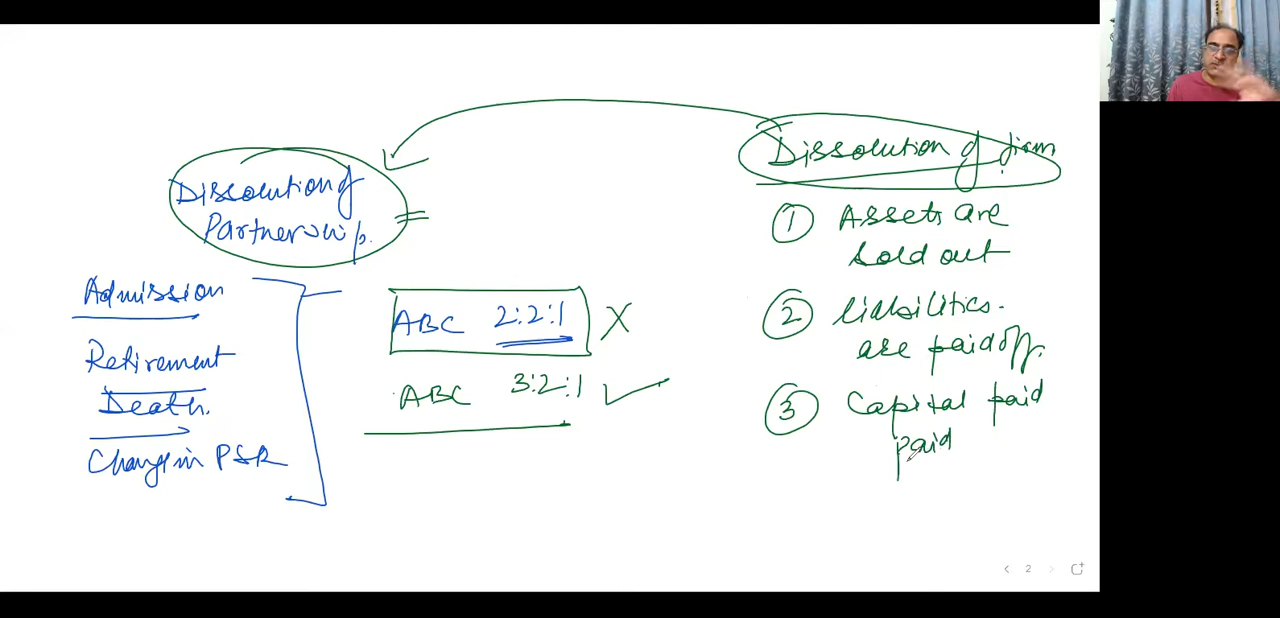 Dissolution of
Partnership.
Admission
Retirement
Death.
Change in PSR
ABC 2:2:1 X
ABC 3:2:1 ✓
Dissolution of firm
① Assets are
sold out
② liabilities.
are paid off.
③ Capital paid
paid
2